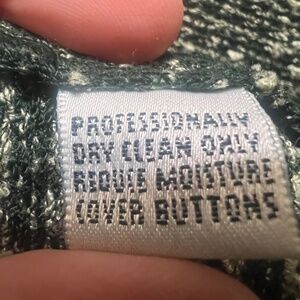 PROFESSIONALLY
DRY CLEAN ONLY
REDUCE MOISTURE
COVER BUTTONS